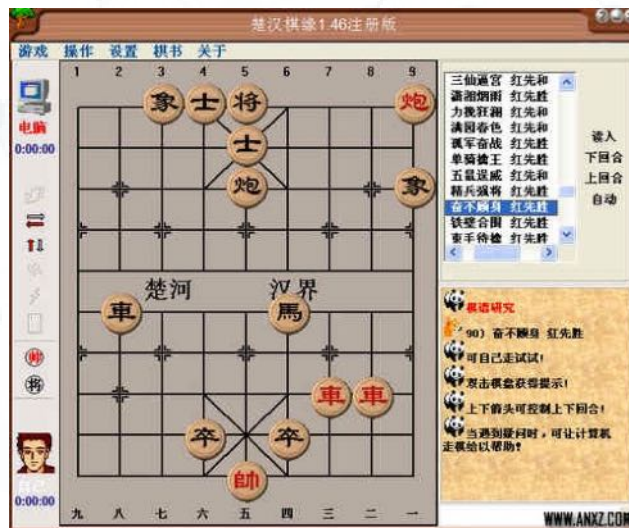 楚汉棋缘1.46注册版
游戏 操作 设置 棋书 关于
1 2 3 4 5 6 7 8 9
电脑
0:00:00
象 士 将 炮
士
炮 象
楚河 汉界
車 馬
車 車
卒 卒
帥
九 八 七 六 五 四 三 二 一
帅
将
0:00:00
三仙逼宫 红先和
潇湘烟雨 红先胜
力挽狂澜 红先和
满园春色 红先和
孤军奋战 红先胜
单骑擒王 红先胜
五鼠逞威 红先和
精兵强将 红先胜
奋不顾身 红先胜
铁壁合围 红先胜
束手待擒 红先胜
读入
下回合
上回合
自动
棋谱研究
90) 奋不顾身 红先胜
可自己走试试!
双击棋盘获得提示!
上下箭头可控制上下回合!
当遇到疑问时,可让计算机
走棋给以帮助?
WWW.ANXZ.COM